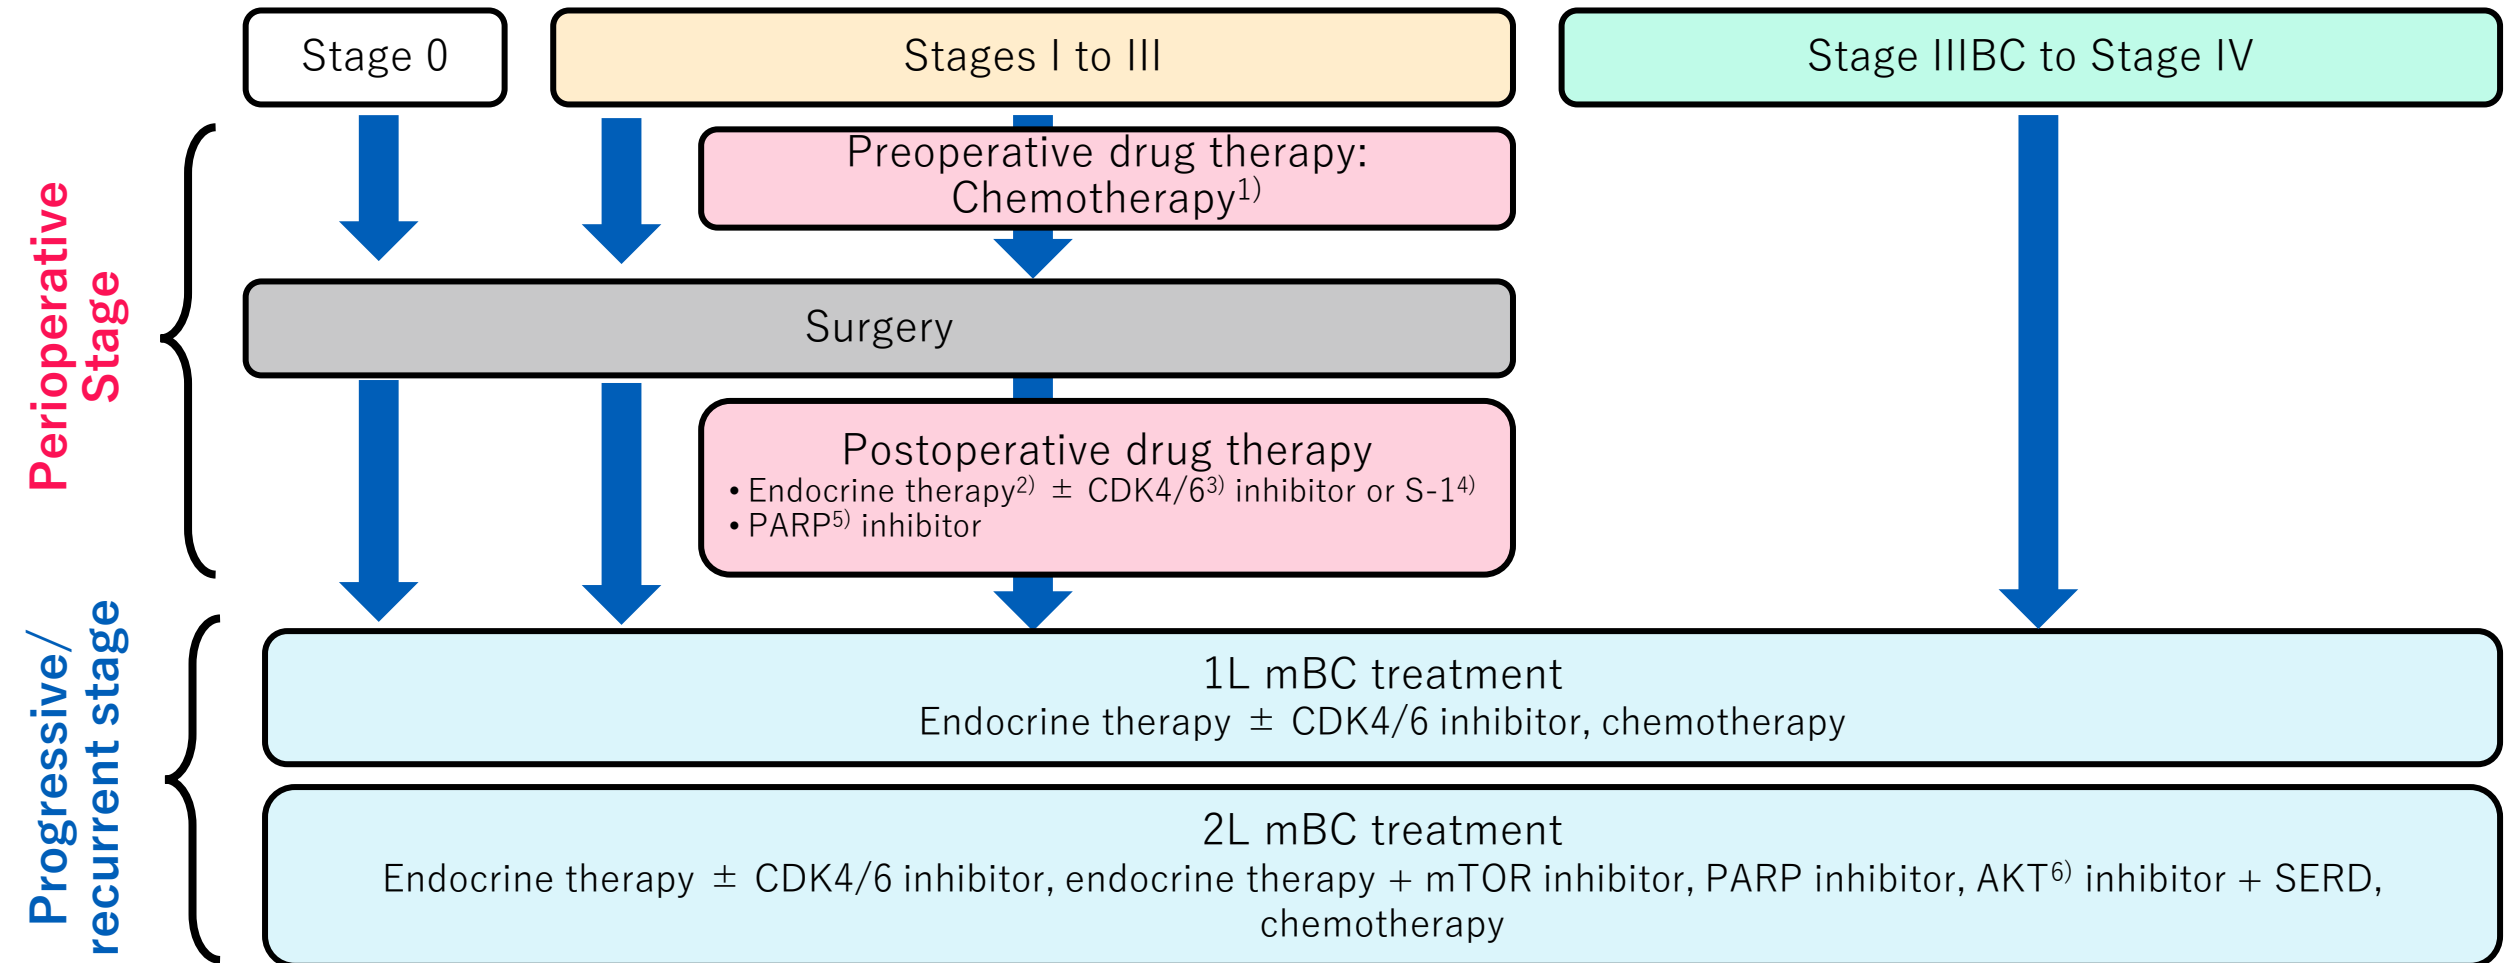 Stage 0
Stages I to III
Stage IIIBC to Stage IV
Perioperative
Stage
Preoperative drug therapy:
Chemotherapy1)
Surgery
Postoperative drug therapy
• Endocrine therapy2) ± CDK4/63) inhibitor or S-14)
• PARP5) inhibitor
Progressive/
recurrent stage
1L mBC treatment
Endocrine therapy ± CDK4/6 inhibitor, chemotherapy
2L mBC treatment
Endocrine therapy ± CDK4/6 inhibitor, endocrine therapy + mTOR inhibitor, PARP inhibitor, AKT6) inhibitor + SERD,
chemotherapy